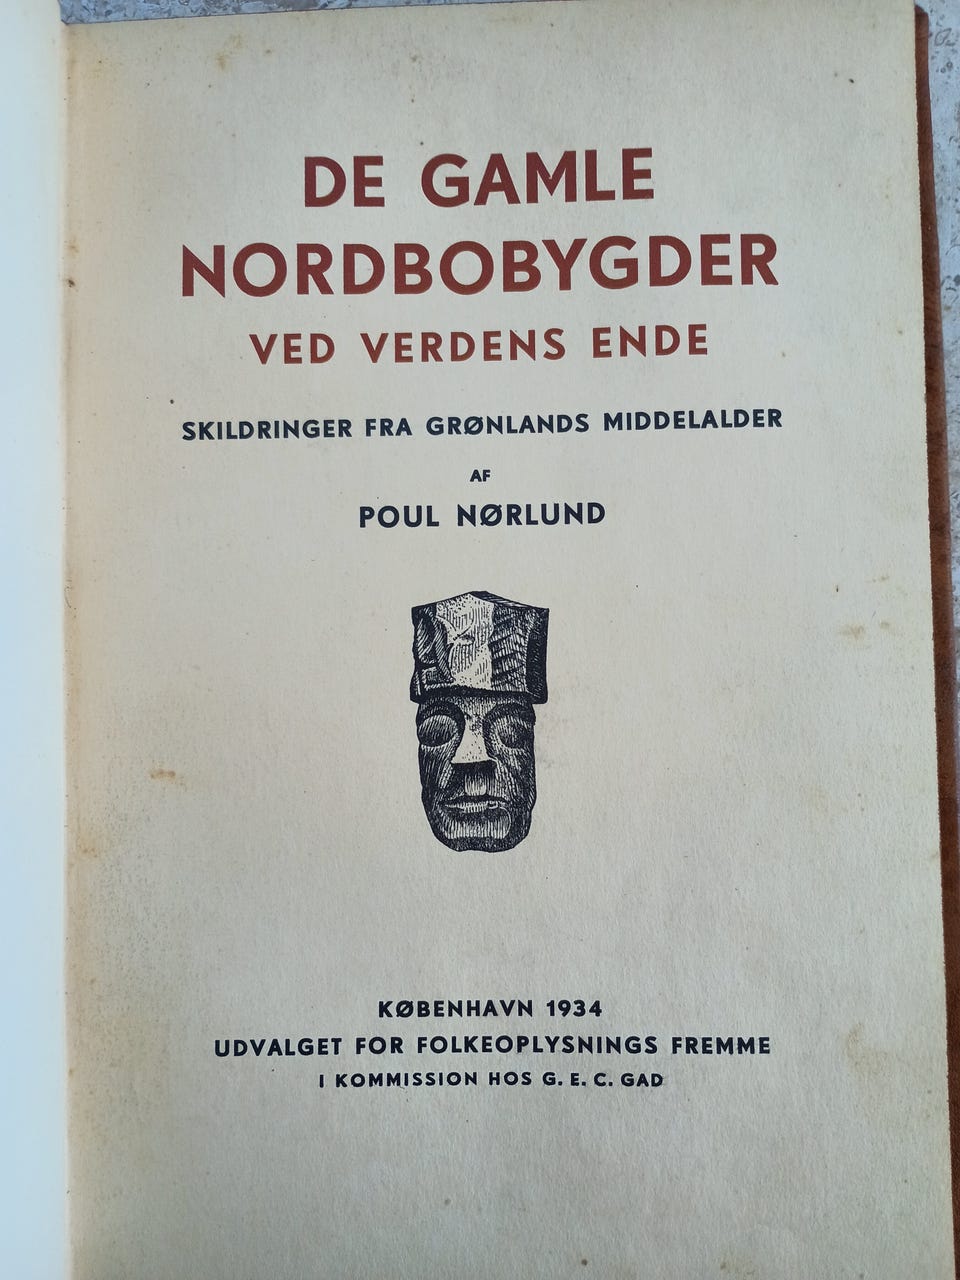 DE GAMLE
NORDBOBYGDER
VED VERDENS ENDE
SKILDRINGER FRA GRØNLANDS MIDDELALDER
AF
POUL NØRLUND
KØBENHAVN 1934
UDVALGET FOR FOLKEOPLYSNINGS FREMME
I KOMMISSION HOS G. E. C. GAD